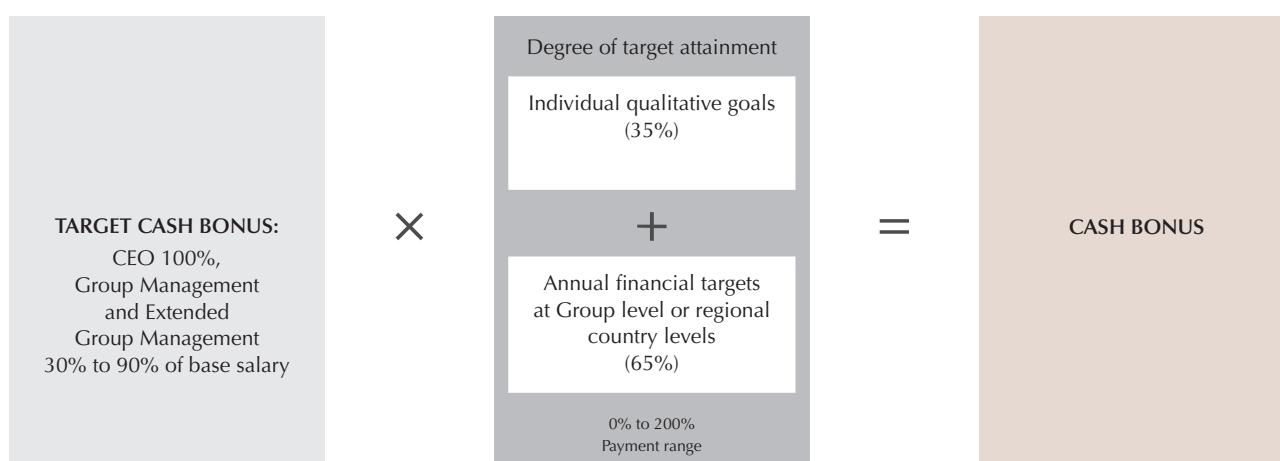 TARGET CASH BONUS:
CEO 100%,
Group Management
and Extended
Group Management
30% to 90% of base salary
×
Degree of target attainment
Individual qualitative goals
(35%)
+
Annual financial targets
at Group level or regional
country levels
(65%)
0% to 200%
Payment range
=
CASH BONUS